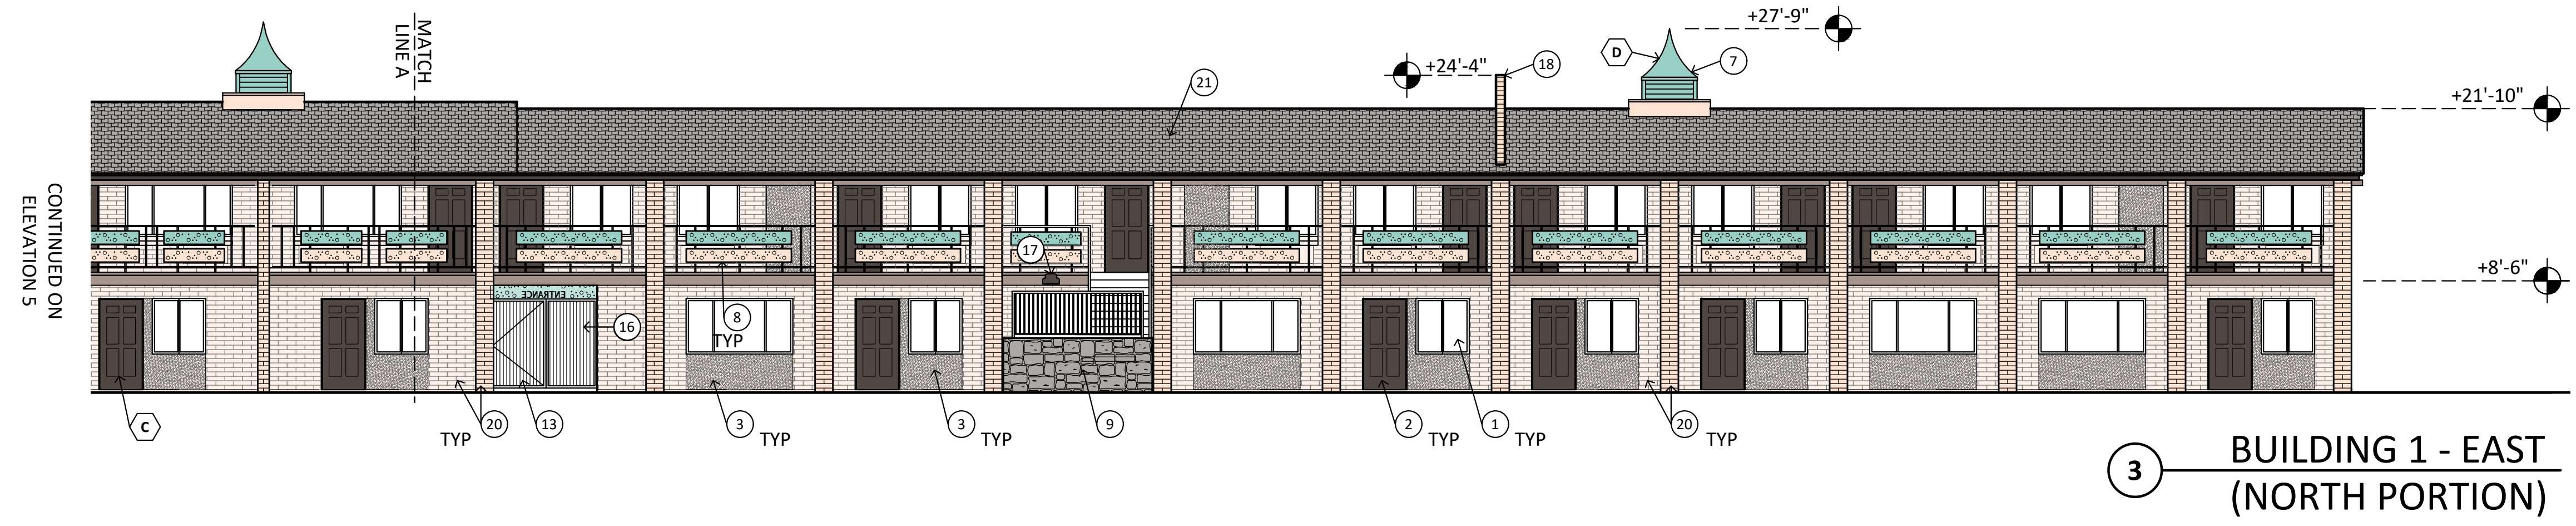 +27'-9"
MATCH
LINE A
D
7
+24'-4"
18
21
+21'-10"
CONTINUED ON
ELEVATION 5
17
+8'-6"
ENTRANCE
16
8
TYP
C
TYP
20
13
3
TYP
3
TYP
9
2
TYP
1
TYP
20
TYP
3
BUILDING 1 - EAST
(NORTH PORTION)